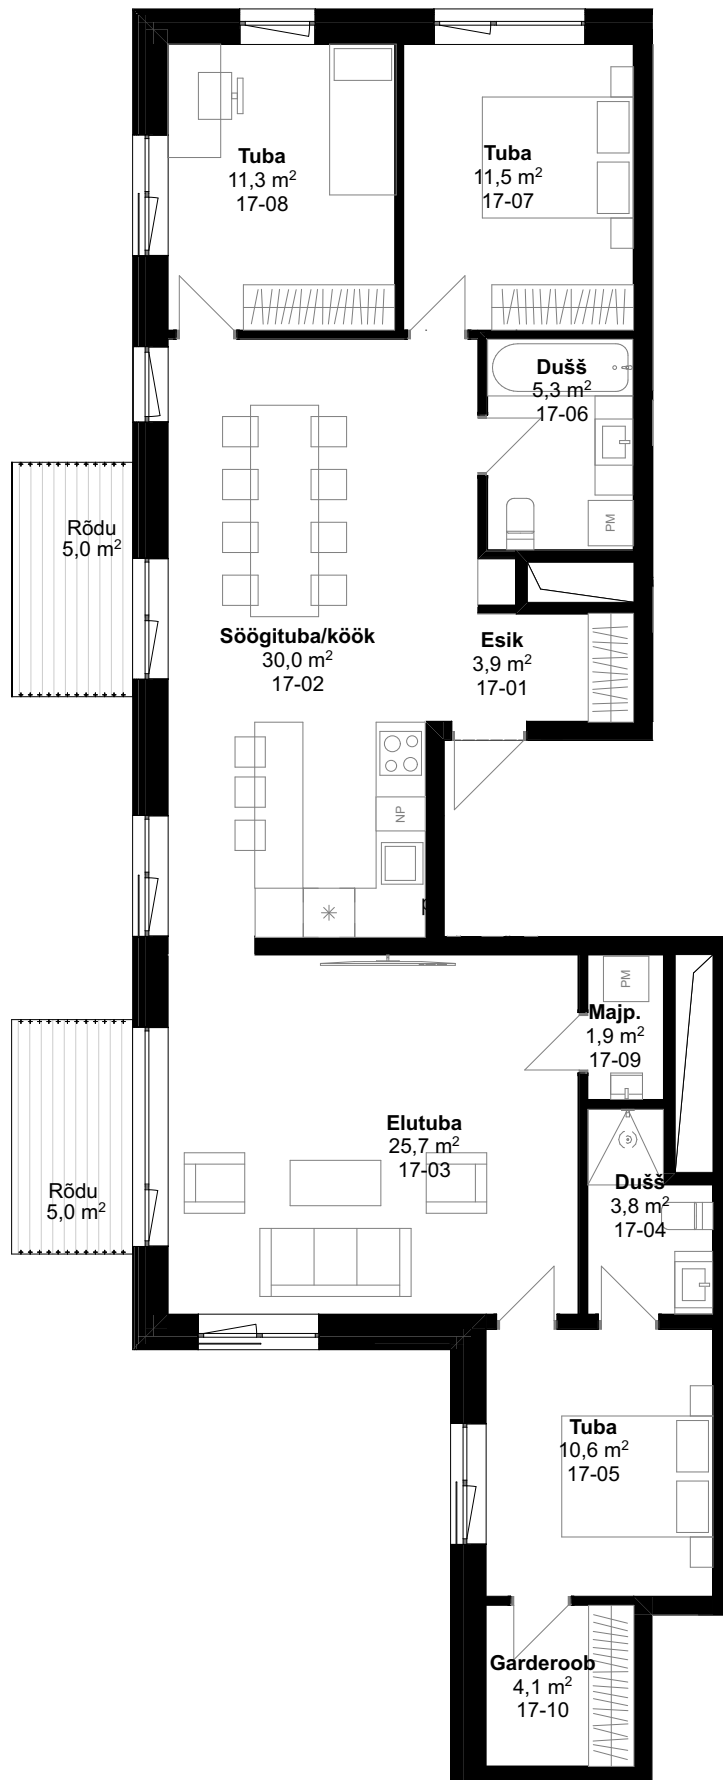 Tuba
11,3 m²
17-08
Tuba
11,5 m²
17-07
Dušš
5,3 m²
17-06
PM
Rõdu
5,0 m²
Söögituba/köök
30,0 m²
17-02
Esik
3,9 m²
17-01
NP
PM
Majp.
1,9 m²
17-09
Elutuba
25,7 m²
17-03
Dušš
3,8 m²
17-04
Rõdu
5,0 m²
Tuba
10,6 m²
17-05
Garderoob
4,1 m²
17-10